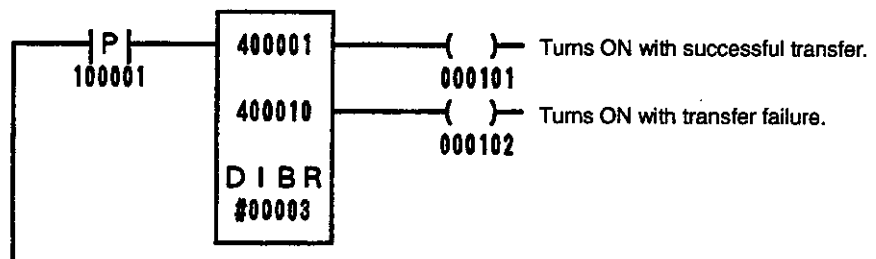 P
100001
400001
000101
Turns ON with successful transfer.
400010
000102
Turns ON with transfer failure.
DIBR
#00003